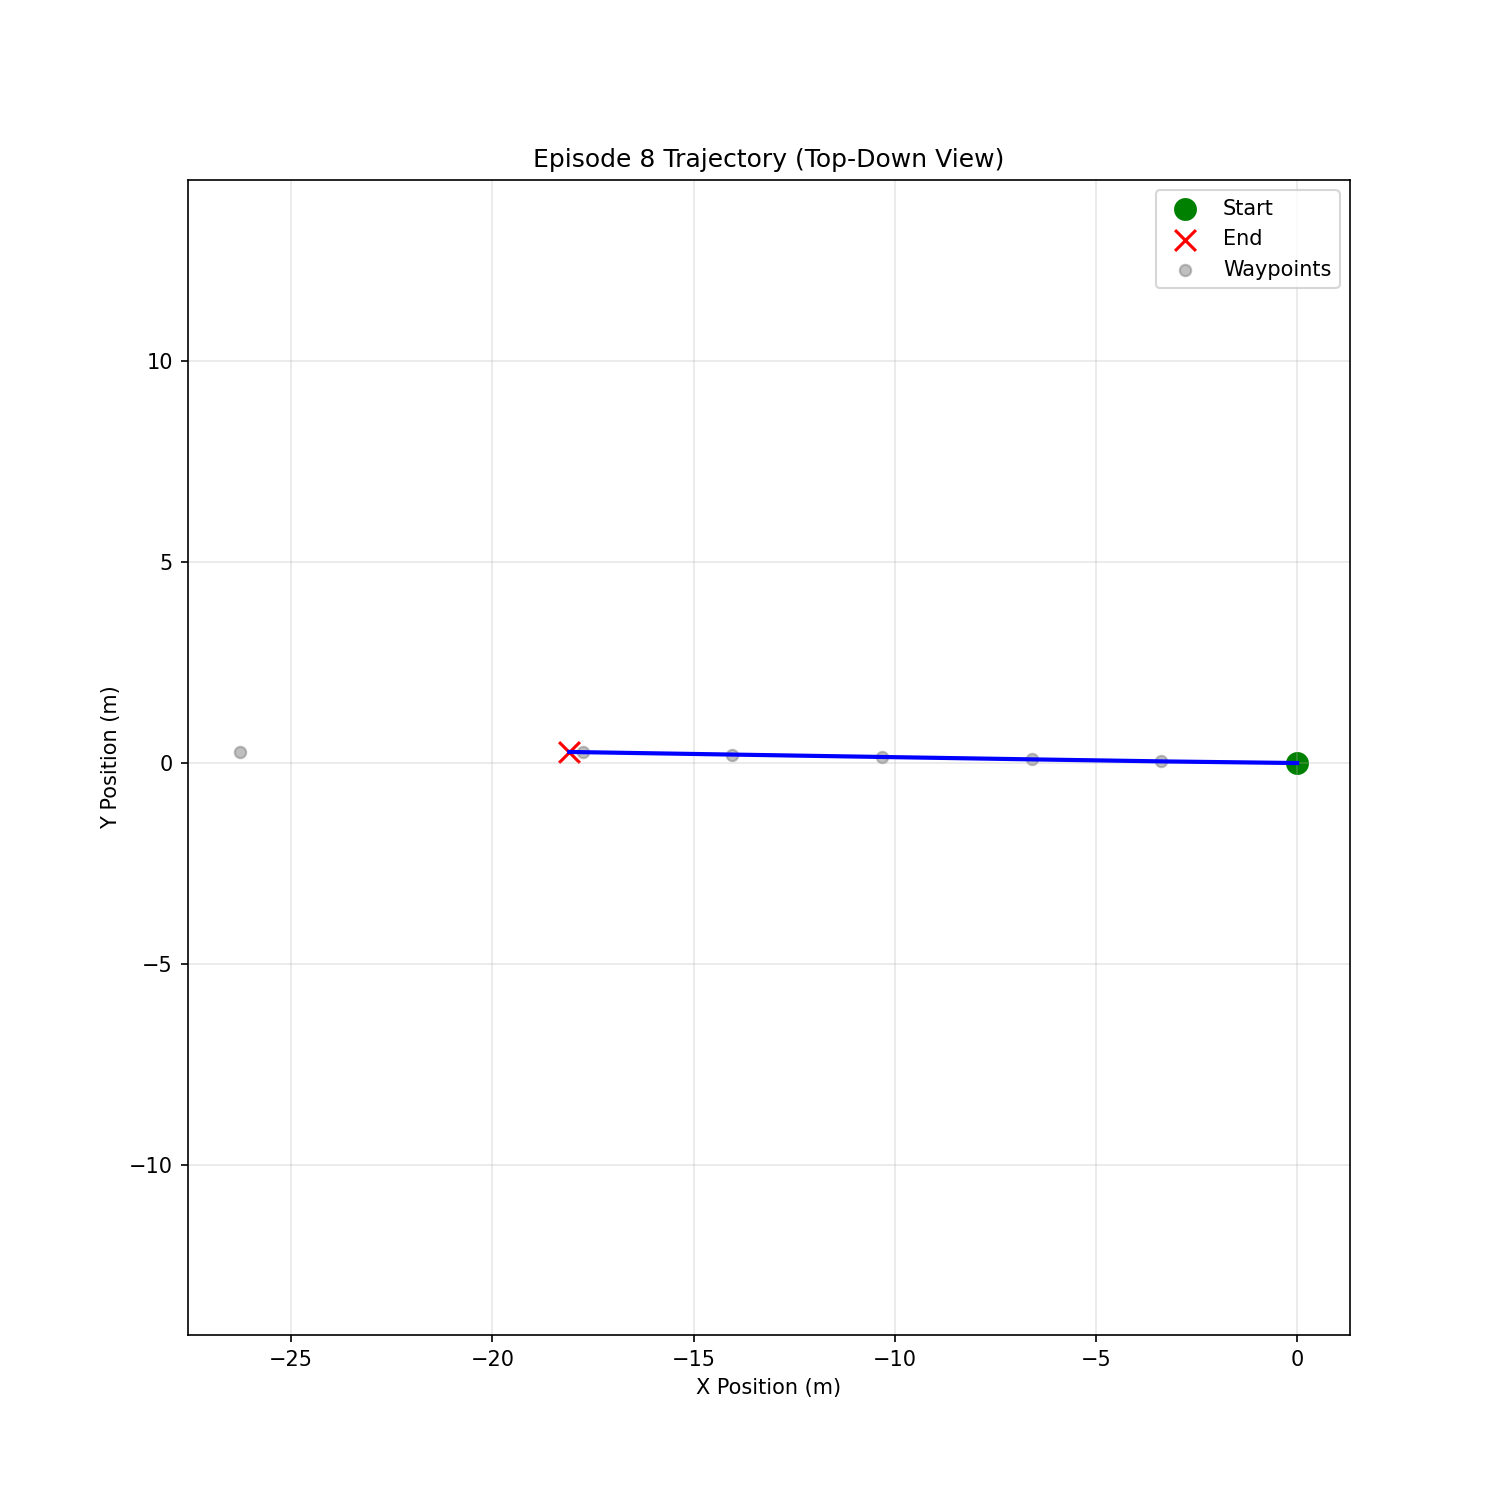 Episode 8 Trajectory (Top-Down View)
Start
End
Waypoints
10
5
0
−5
−10
Y Position (m)
−25
−20
−15
−10
−5
0
X Position (m)